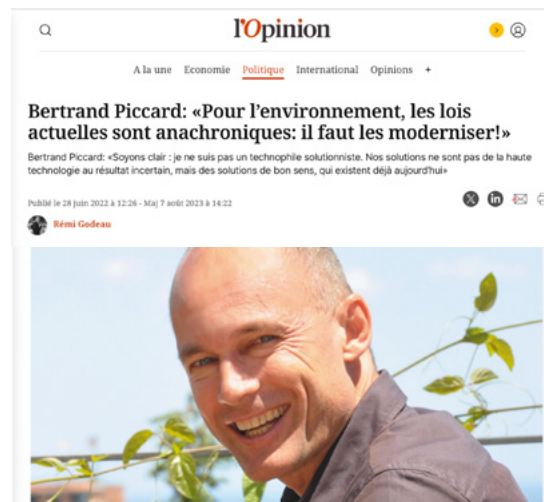 l'Opinion
A la une Economie Politique International Opinions +
Bertrand Piccard: «Pour l'environnement, les lois
actuelles sont anachroniques: il faut les moderniser!»
Bertrand Piccard: «Soyons clair : je ne suis pas un technophile solutionniste. Nos solutions ne sont pas de la haute
technologie au résultat incertain, mais des solutions de bon sens, qui existent déjà aujourd'hui»
Publié le 28 juin 2022 à 12:26 - Maj 7 août 2023 à 14:22
Rémi Godeau